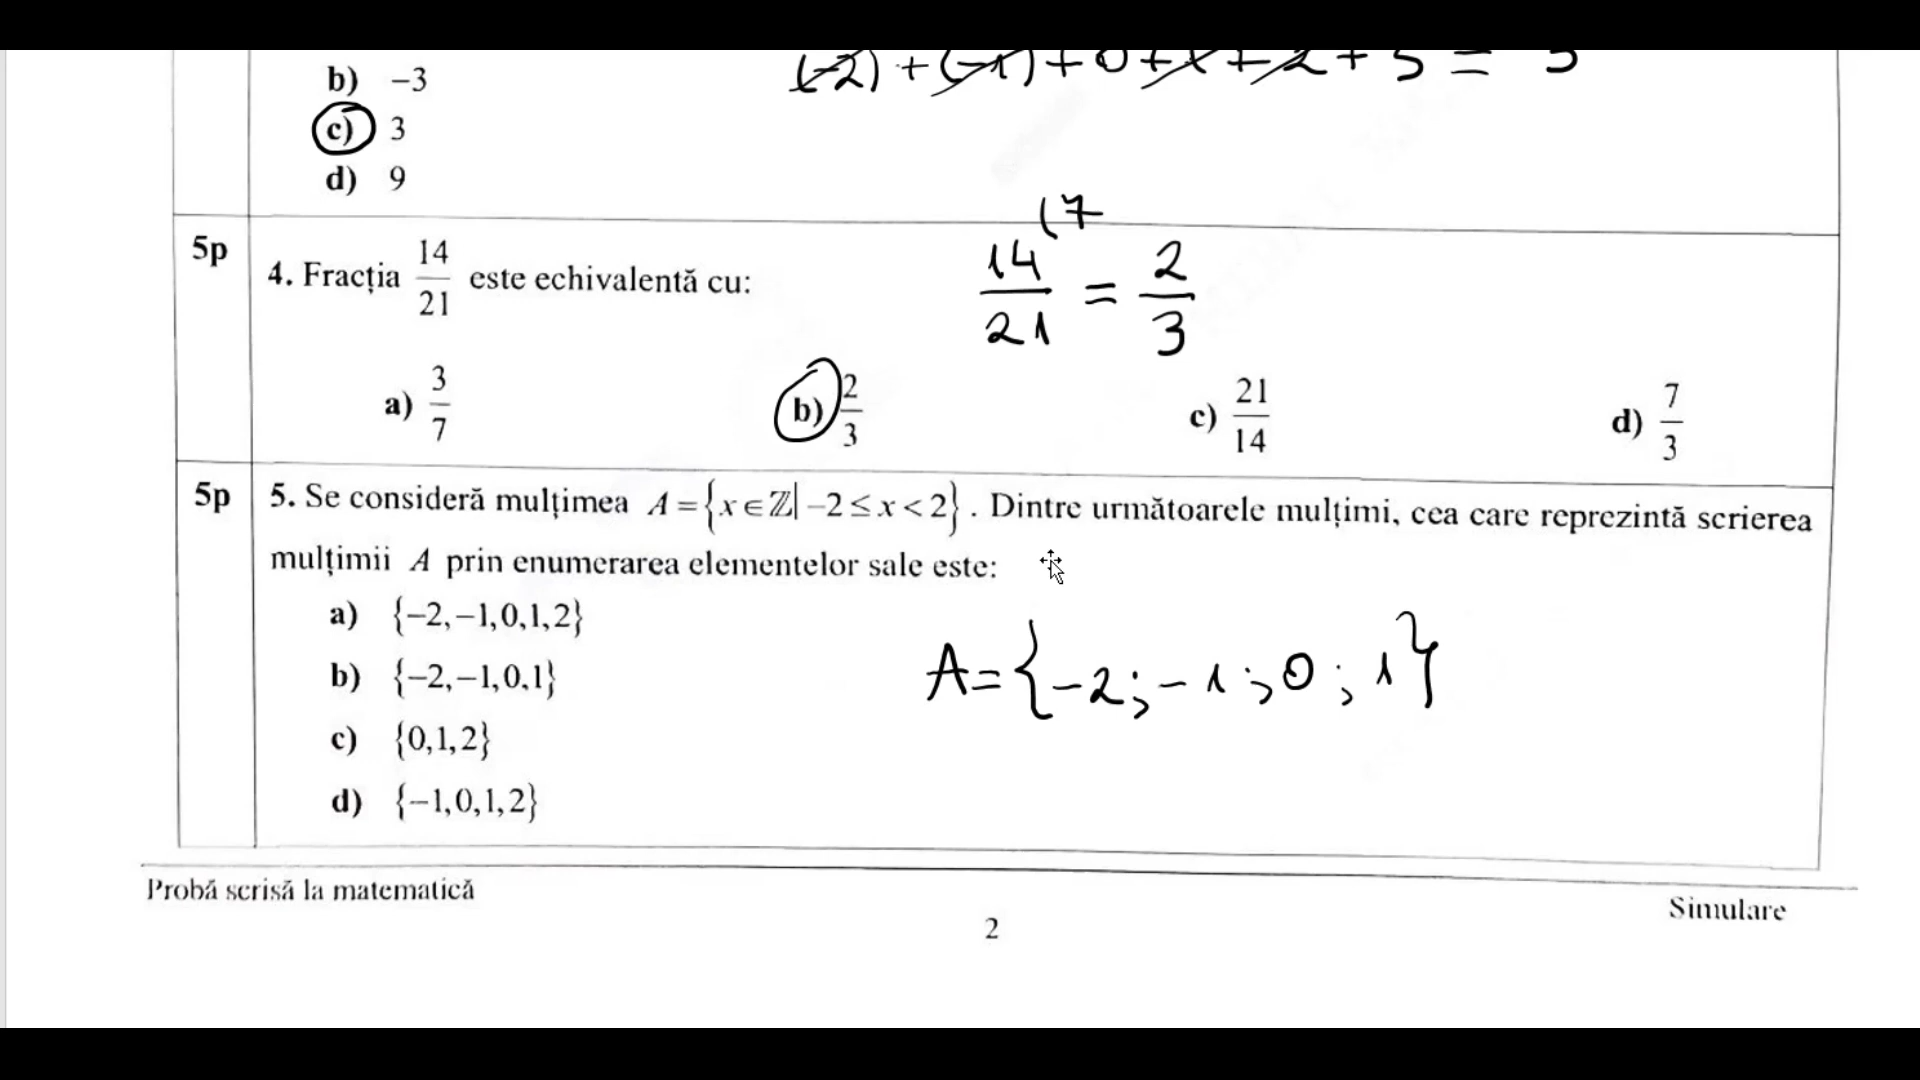 (-2) + (-1) + 0 + 1 + 2 + 3 = 3
b) −3
c) 3
d) 9
5p
4. Fracția 14/21 este echivalentă cu:
14/21 (7 = 2/3
a) 3/7 b) 2/3 c) 21/14 d) 7/3
5p
5. Se consideră mulțimea A = {x ∈ ℤ| −2 ≤ x < 2}. Dintre următoarele mulțimi, cea care reprezintă scrierea
mulțimii A prin enumerarea elementelor sale este:
a) {−2, −1, 0, 1, 2}
b) {−2, −1, 0, 1}
c) {0, 1, 2}
d) {−1, 0, 1, 2}
A = {-2 ; -1 ; 0 ; 1}
Probă scrisă la matematică
Simulare
2